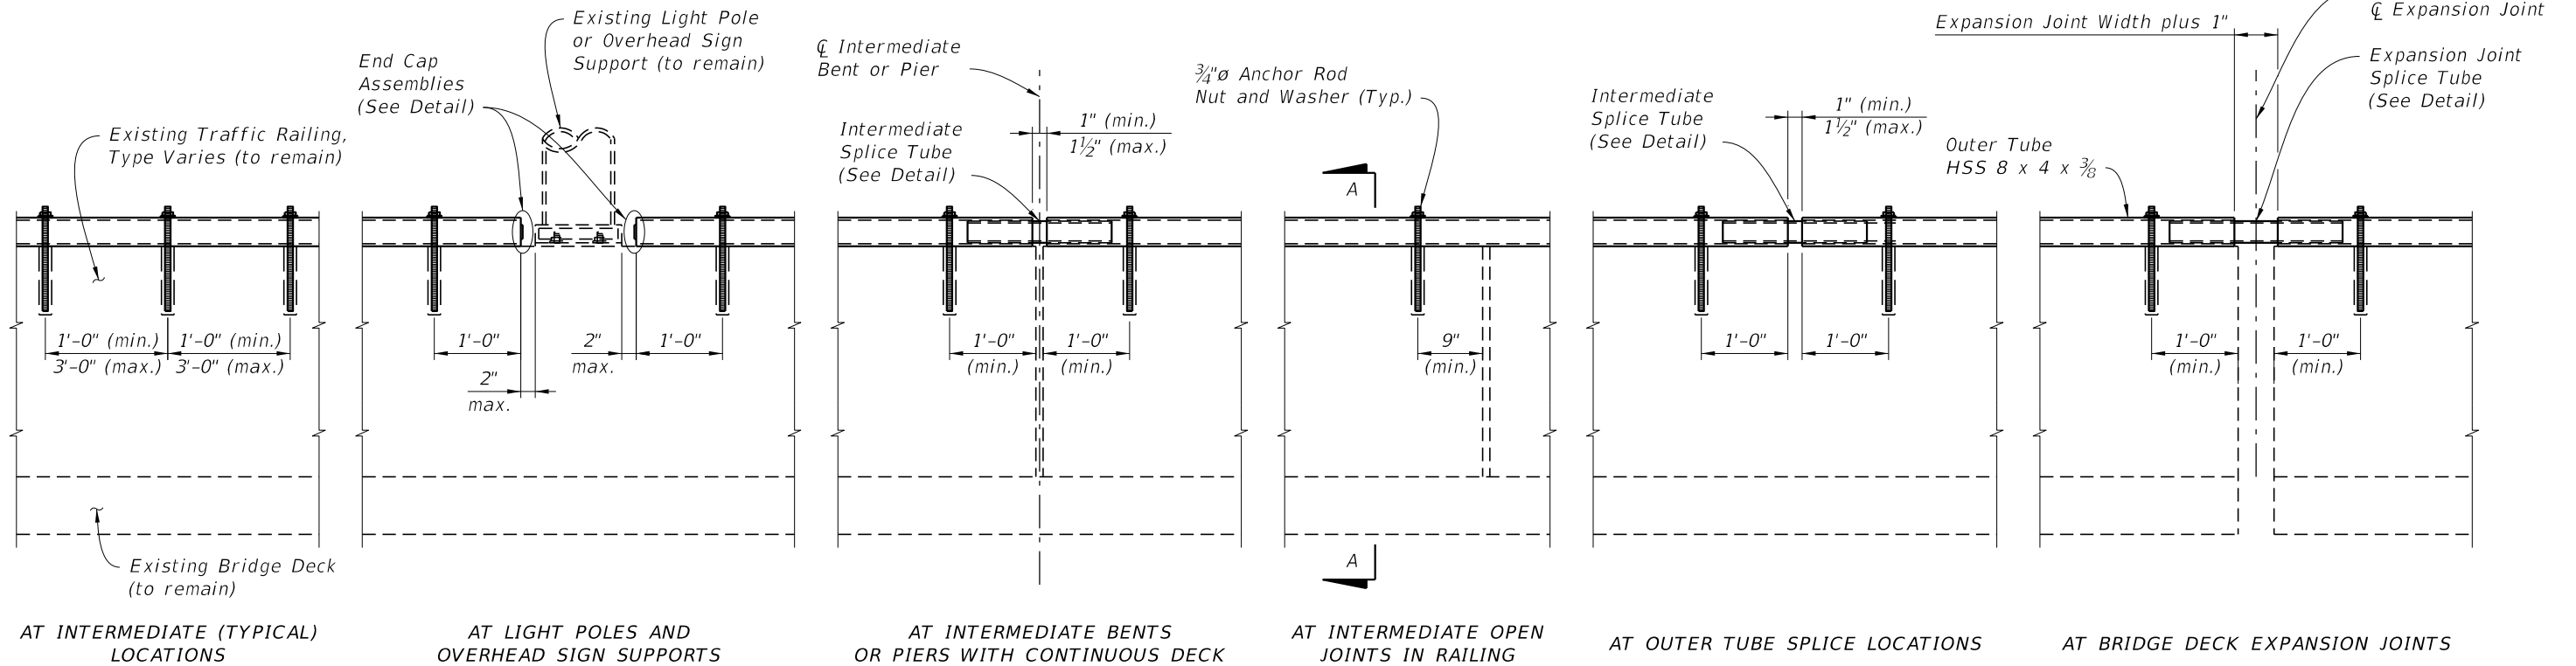 Existing Traffic Railing,
Type Varies (to remain)
1'-0" (min.)
3'-0" (max.)
1'-0" (min.)
3'-0" (max.)
Existing Bridge Deck
(to remain)
AT INTERMEDIATE (TYPICAL)
LOCATIONS
Existing Light Pole
or Overhead Sign
Support (to remain)
End Cap
Assemblies
(See Detail)
1'-0"
2"
max.
2"
max.
1'-0"
AT LIGHT POLES AND
OVERHEAD SIGN SUPPORTS
℄ Intermediate
Bent or Pier
Intermediate
Splice Tube
(See Detail)
1" (min.)
1½" (max.)
1'-0"
(min.)
1'-0"
(min.)
AT INTERMEDIATE BENTS
OR PIERS WITH CONTINUOUS DECK
¾"ø Anchor Rod
Nut and Washer (Typ.)
A
9"
(min.)
A
AT INTERMEDIATE OPEN
JOINTS IN RAILING
Intermediate
Splice Tube
(See Detail)
1" (min.)
1½" (max.)
1'-0"
1'-0"
AT OUTER TUBE SPLICE LOCATIONS
Expansion Joint Width plus 1"
℄ Expansion Joint
Expansion Joint
Splice Tube
(See Detail)
Outer Tube
HSS 8 x 4 x ⅜
1'-0"
(min.)
1'-0"
(min.)
AT BRIDGE DECK EXPANSION JOINTS